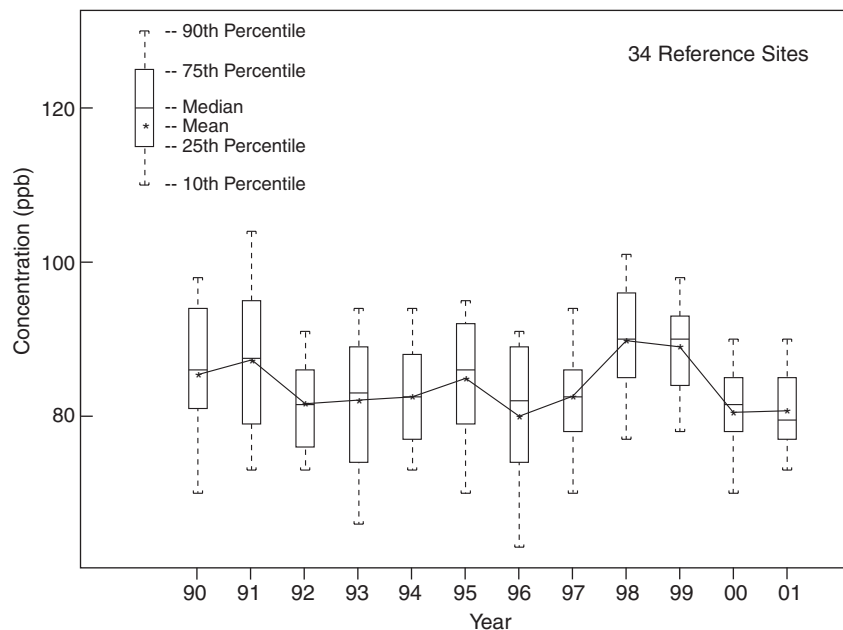 -- 90th Percentile
34 Reference Sites
-- 75th Percentile
-- Median
-- Mean
-- 25th Percentile
-- 10th Percentile
120
100
80
Concentration (ppb)
90 91 92 93 94 95 96 97 98 99 00 01
Year